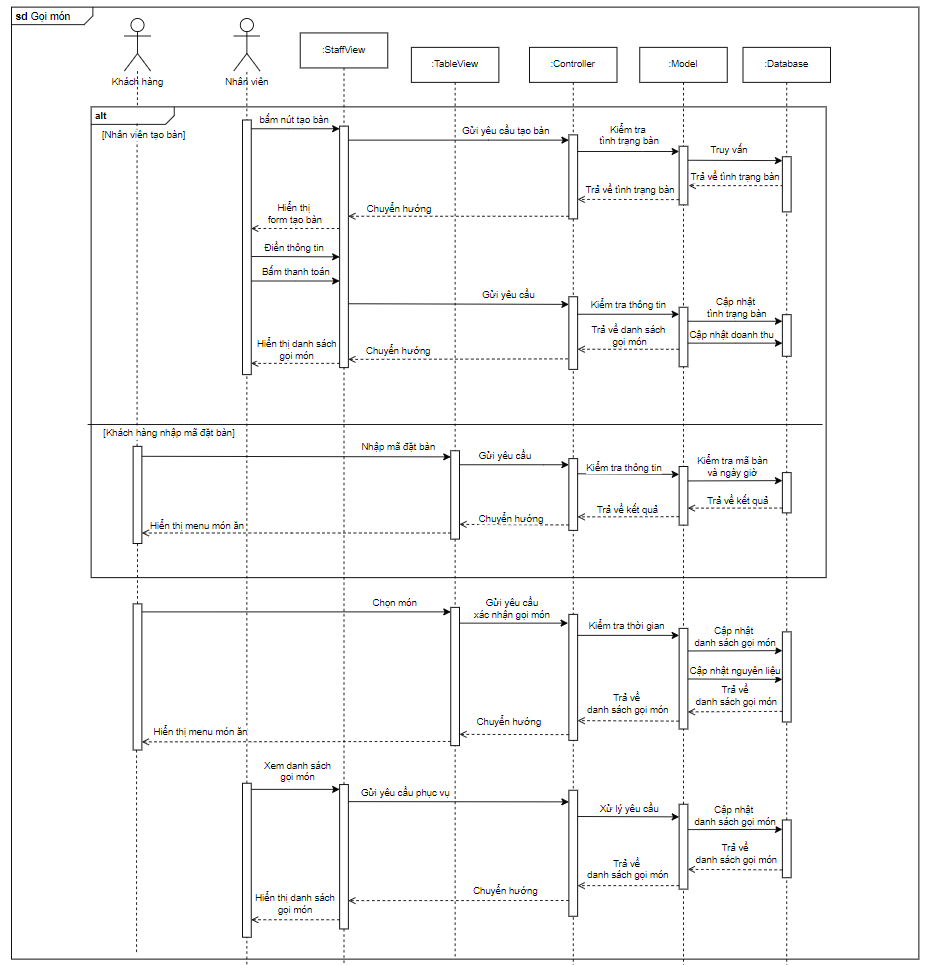 sd Gọi món
Khách hàng
Nhân viên
:StaffView
:TableView
:Controller
:Model
:Database
alt
[Nhân viên tạo bàn]
bấm nút tạo bàn
Gửi yêu cầu tạo bàn
Kiểm tra
tình trạng bàn
Truy vấn
Trả về tình trạng bàn
Trả về tình trạng bàn
Chuyển hướng
Hiển thị
form tạo bàn
Điền thông tin
Bấm thanh toán
Gửi yêu cầu
Kiểm tra thông tin
Cập nhật
tình trạng bàn
Cập nhật doanh thu
Trả về danh sách
gọi món
Chuyển hướng
Hiển thị danh sách
gọi món
[Khách hàng nhập mã đặt bàn]
Nhập mã đặt bàn
Gửi yêu cầu
Kiểm tra thông tin
Kiểm tra mã bàn
và ngày giờ
Trả về kết quả
Trả về kết quả
Chuyển hướng
Hiển thị menu món ăn
Chọn món
Gửi yêu cầu
xác nhận gọi món
Kiểm tra thời gian
Cập nhật
danh sách gọi món
Cập nhật nguyên liệu
Trả về
danh sách gọi món
Trả về
danh sách gọi món
Chuyển hướng
Hiển thị menu món ăn
Xem danh sách
gọi món
Gửi yêu cầu phục vụ
Xử lý yêu cầu
Cập nhật
danh sách gọi món
Trả về
danh sách gọi món
Trả về
danh sách gọi món
Chuyển hướng
Hiển thị danh sách
gọi món